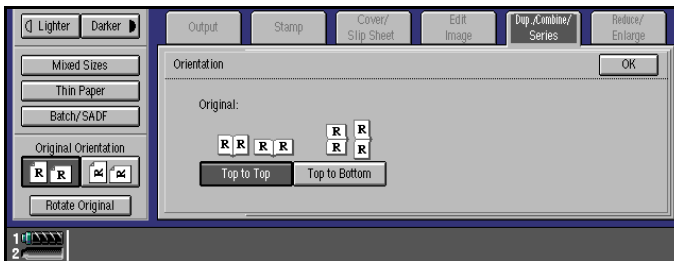 Lighter Darker
Mixed Sizes
Thin Paper
Batch/SADF
Original Orientation
R R R R
Rotate Original
Output
Stamp
Cover/
Slip Sheet
Edit
Image
Dup./Combine/
Series
Reduce/
Enlarge
Orientation
OK
Original:
R R R R
R R
R R
Top to Top
Top to Bottom
1
2